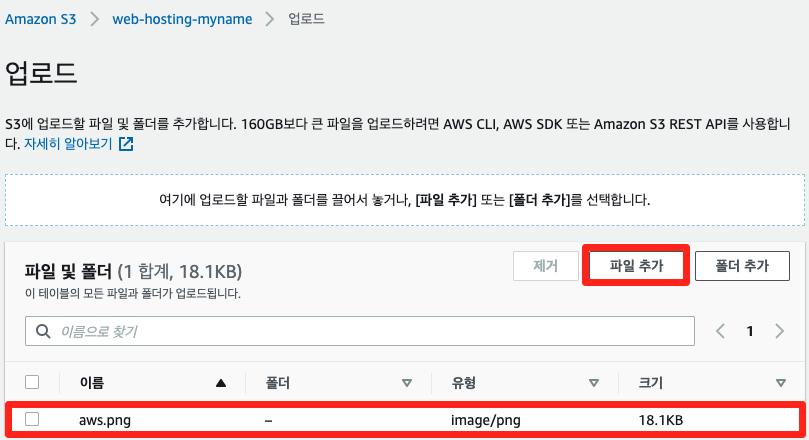 Amazon S3 > web-hosting-myname > 업로드
업로드
S3에 업로드할 파일 및 폴더를 추가합니다. 160GB보다 큰 파일을 업로드하려면 AWS CLI, AWS SDK 또는 Amazon S3 REST API를 사용합니
다. 자세히 알아보기
여기에 업로드할 파일과 폴더를 끌어서 놓거나, [파일 추가] 또는 [폴더 추가]를 선택합니다.
파일 및 폴더 (1 합계, 18.1KB)
제거 파일 추가 폴더 추가
이 테이블의 모든 파일과 폴더가 업로드됩니다.
이름으로 찾기
< 1 >
이름 폴더 유형 크기
aws.png – image/png 18.1KB